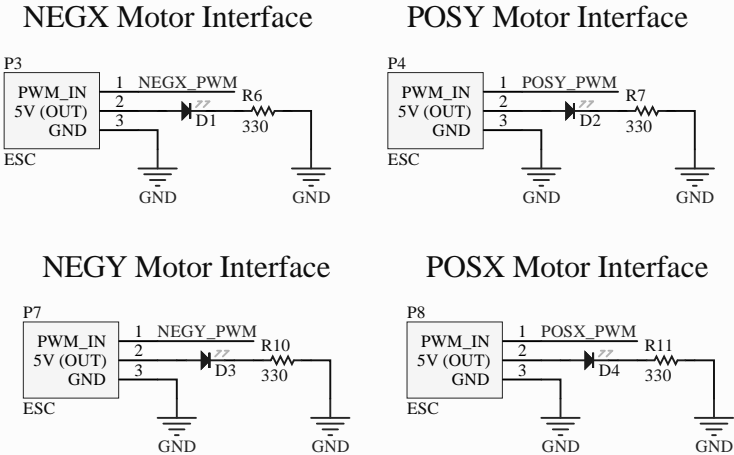 NEGX Motor Interface
P3
PWM_IN
5V (OUT)
GND
ESC
1 NEGX_PWM
2
3
D1
R6
330
GND
GND
POSY Motor Interface
P4
PWM_IN
5V (OUT)
GND
ESC
1 POSY_PWM
2
3
D2
R7
330
GND
GND
NEGY Motor Interface
P7
PWM_IN
5V (OUT)
GND
ESC
1 NEGY_PWM
2
3
D3
R10
330
GND
GND
POSX Motor Interface
P8
PWM_IN
5V (OUT)
GND
ESC
1 POSX_PWM
2
3
D4
R11
330
GND
GND